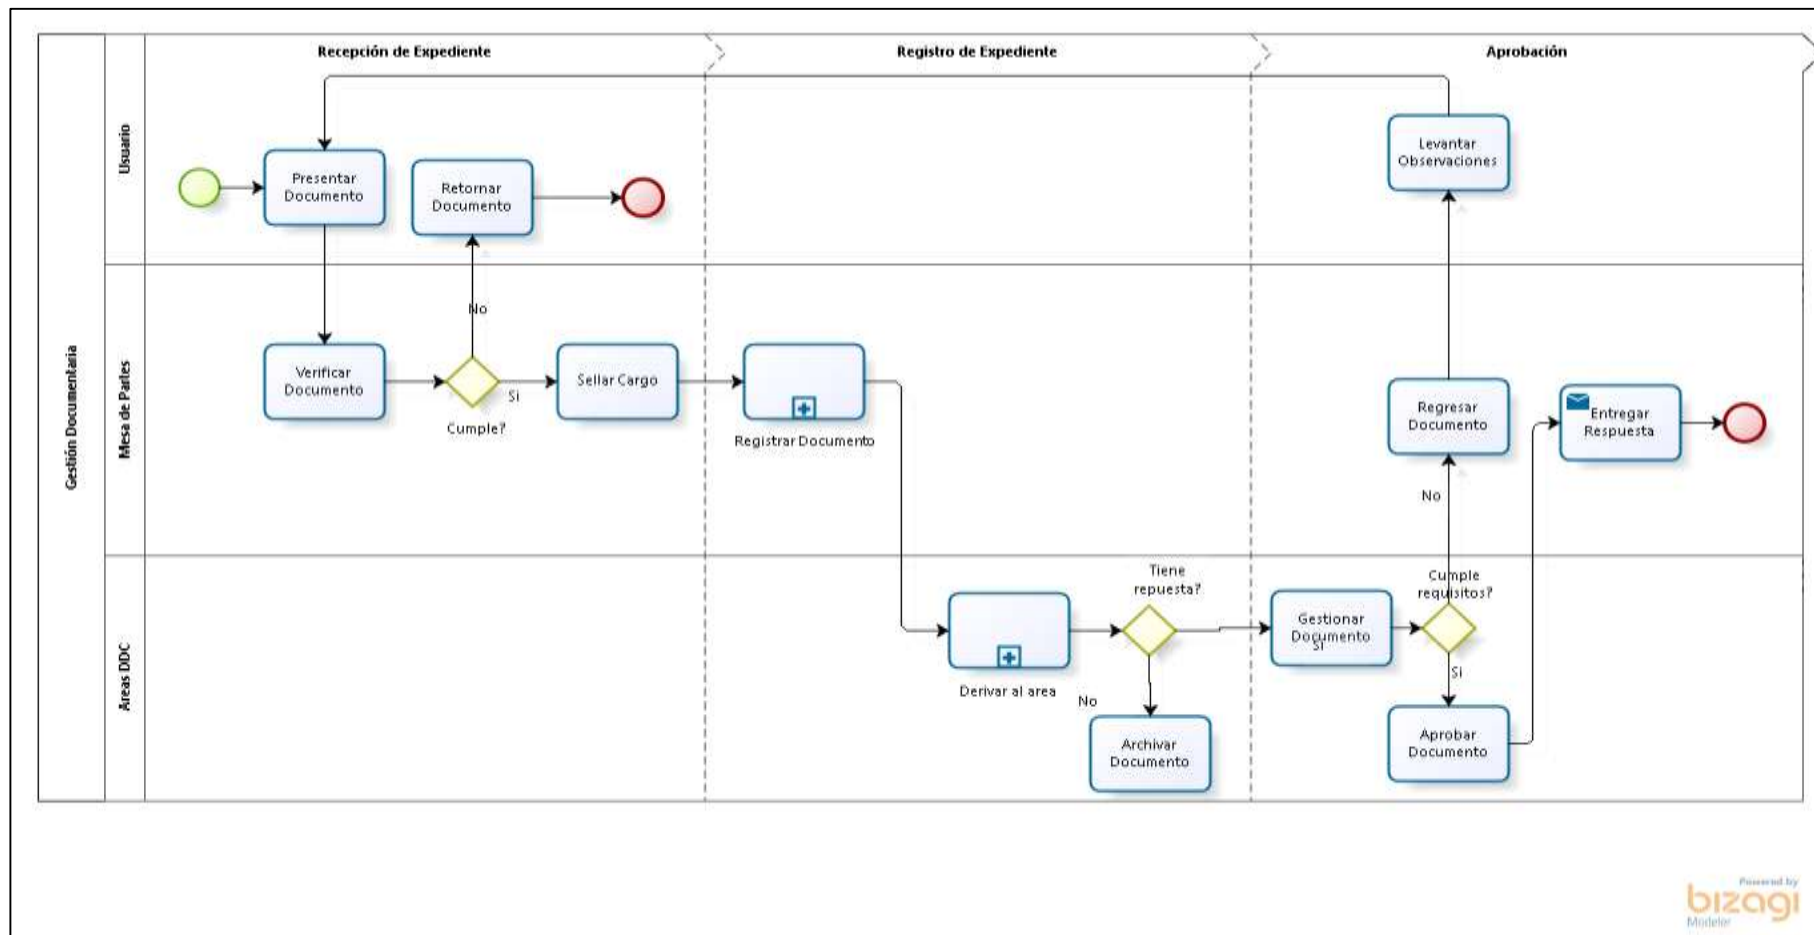 Recepción de Expediente
Registro de Expediente
Aprobación
Gestión Documentaria
Usuario
Presentar
Documento
Retornar
Documento
Levantar
Observaciones
No
Mesa de Partes
Verificar
Documento
Cumple?
Si
Sellar Cargo
Registrar Documento
Regresar
Documento
Entregar
Respuesta
No
Areas DDC
Derivar al area
Tiene
repuesta?
No
Archivar
Documento
Gestionar
Documento
Si
Cumple
requisitos?
Si
Aprobar
Documento
Powered by
bizagi
Modeler